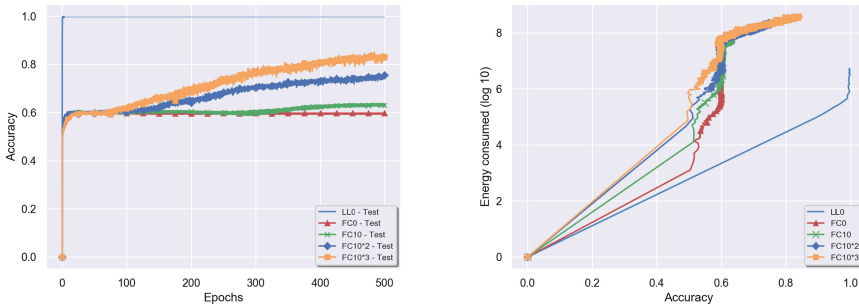 1.0
0.8
0.6
0.4
0.2
0.0
Accuracy
0 100 200 300 400 500
Epochs
LL0 - Test
FC0 - Test
FC10 - Test
FC10*2 - Test
FC10*3 - Test
8
6
4
2
0
Energy consumed (log 10)
0.0 0.2 0.4 0.6 0.8 1.0
Accuracy
LL0
FC0
FC10
FC10*2
FC10*3